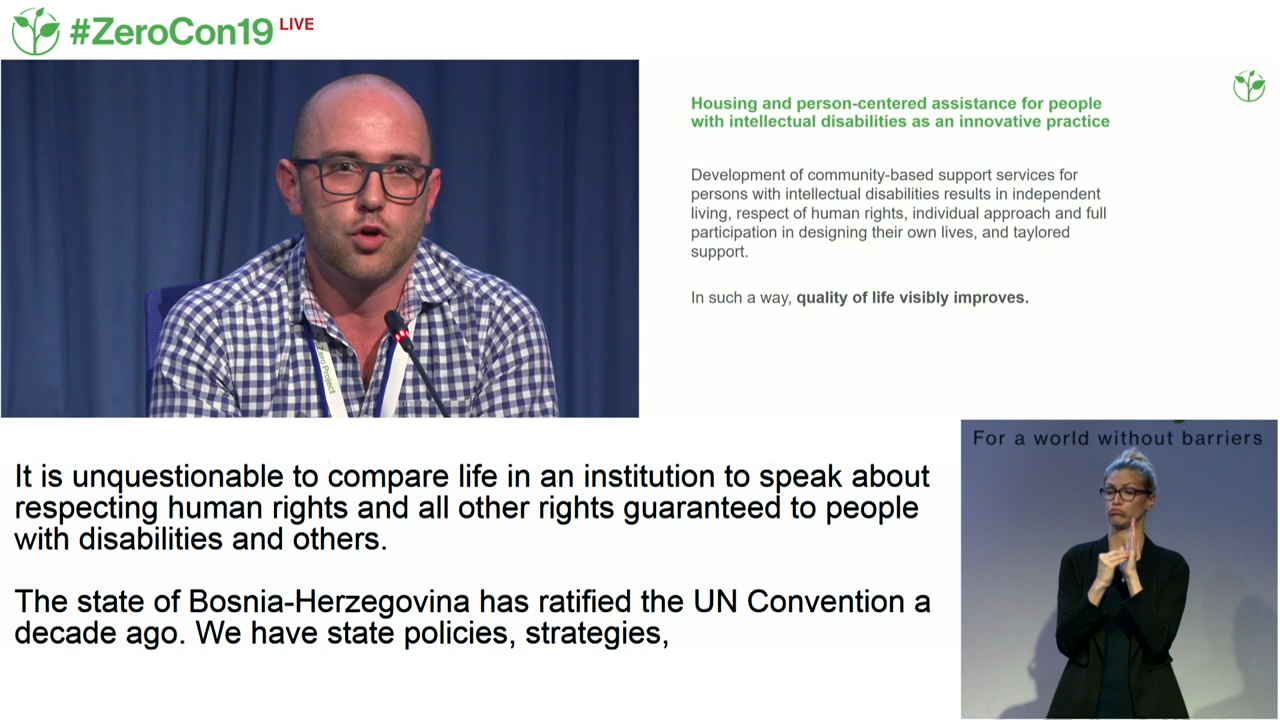 #ZeroCon19 LIVE
Housing and person-centered assistance for people
with intellectual disabilities as an innovative practice
Development of community-based support services for
persons with intellectual disabilities results in independent
living, respect of human rights, individual approach and full
participation in designing their own lives, and taylored
support.
In such a way, quality of life visibly improves.
Zero Project
It is unquestionable to compare life in an institution to speak about
respecting human rights and all other rights guaranteed to people
with disabilities and others.
The state of Bosnia-Herzegovina has ratified the UN Convention a
decade ago. We have state policies, strategies,
For a world without barriers